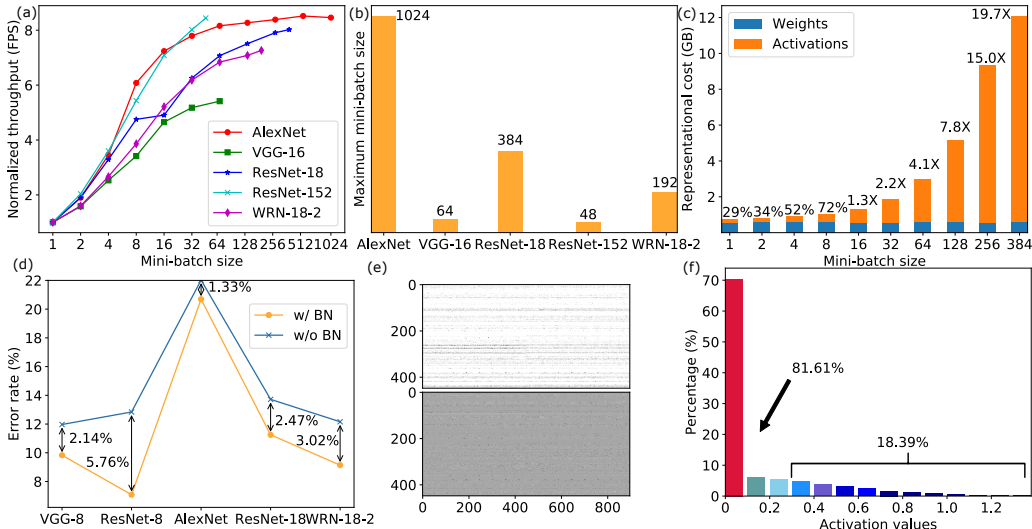 (a)
Normalized throughput (FPS)
8
6
4
2
AlexNet
VGG-16
ResNet-18
ResNet-152
WRN-18-2
1 2 4 8 16 32 64 128 256 512 1024
Mini-batch size
(b)
Maximum mini-batch size
1024
64
384
48
192
AlexNet VGG-16 ResNet-18 ResNet-152 WRN-18-2
(c)
Representational cost (GB)
12
10
8
6
4
2
0
Weights
Activations
29% 34% 52% 72% 1.3X 2.2X 4.1X 7.8X 15.0X 19.7X
1 2 4 8 16 32 64 128 256 384
Mini-batch size
(d)
Error rate (%)
22
20
18
16
14
12
10
8
w/ BN
w/o BN
2.14%
5.76%
1.33%
2.47%
3.02%
VGG-8 ResNet-8 AlexNet ResNet-18 WRN-18-2
(e)
0
200
400
0
200
400
0 200 400 600 800
(f)
Percentage (%)
70
60
50
40
30
20
10
0
81.61%
18.39%
0.0 0.2 0.4 0.6 0.8 1.0 1.2
Activation values